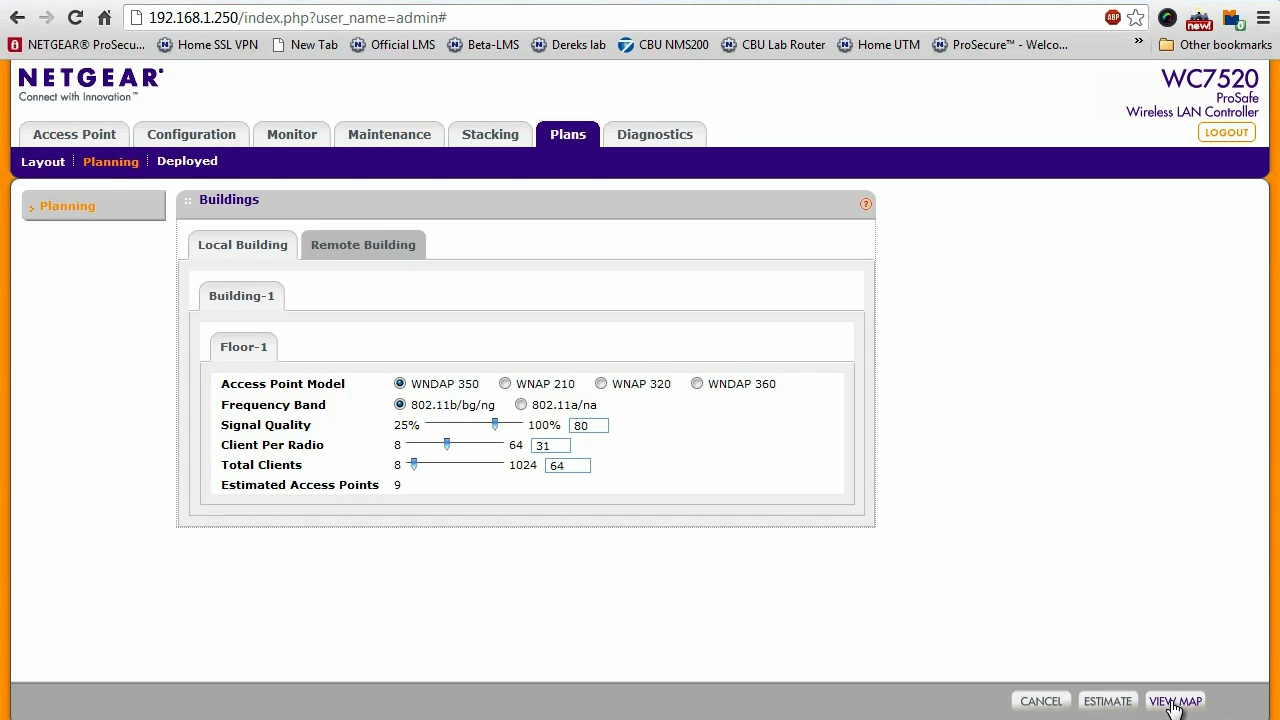 192.168.1.250/index.php?user_name=admin#
ABP
new!
NETGEAR® ProSecu... Home SSL VPN New Tab Official LMS Beta-LMS Dereks lab CBU NMS200 CBU Lab Router Home UTM ProSecure™ - Welco... » Other bookmarks
NETGEAR®
Connect with Innovation™
WC7520
ProSafe
Wireless LAN Controller
LOGOUT
Access Point Configuration Monitor Maintenance Stacking Plans Diagnostics
Layout Planning Deployed
Planning
Buildings
?
Local Building Remote Building
Building-1
Floor-1
Access Point Model WNDAP 350 WNAP 210 WNAP 320 WNDAP 360
Frequency Band 802.11b/bg/ng 802.11a/na
Signal Quality 25% 100% 80
Client Per Radio 8 64 31
Total Clients 8 1024 64
Estimated Access Points 9
CANCEL ESTIMATE VIEW MAP